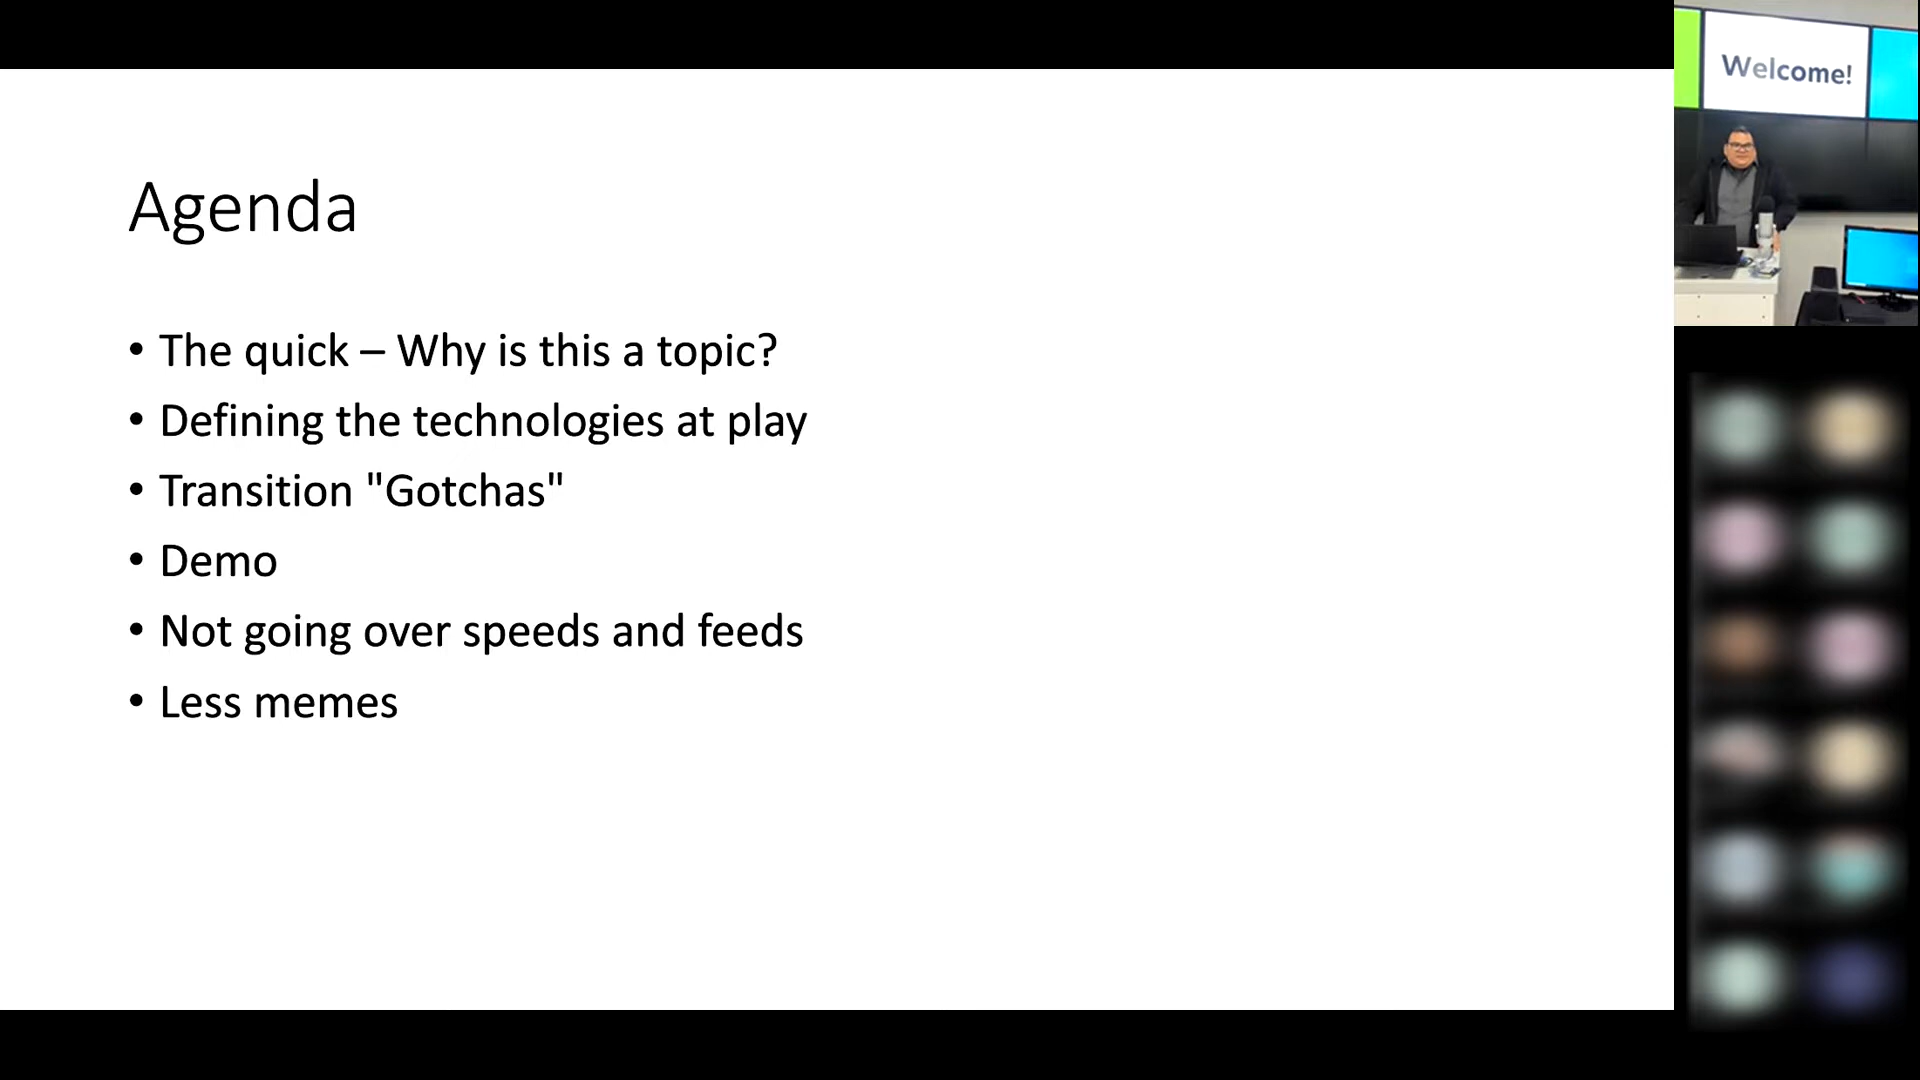 Agenda
• The quick – Why is this a topic?
• Defining the technologies at play
• Transition "Gotchas"
• Demo
• Not going over speeds and feeds
• Less memes
Welcome!